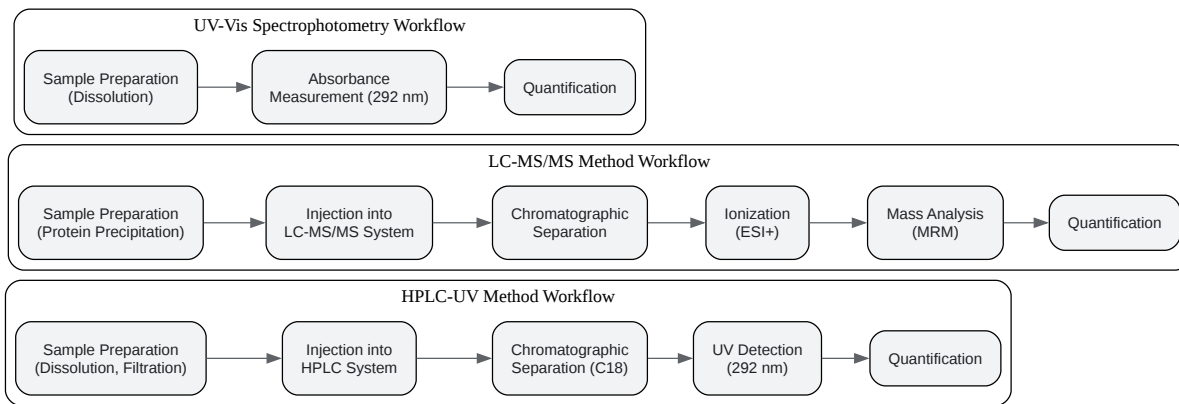 UV-Vis Spectrophotometry Workflow
Sample Preparation
(Dissolution)
Absorbance
Measurement (292 nm)
Quantification
LC-MS/MS Method Workflow
Sample Preparation
(Protein Precipitation)
Injection into
LC-MS/MS System
Chromatographic
Separation
Ionization
(ESI+)
Mass Analysis
(MRM)
Quantification
HPLC-UV Method Workflow
Sample Preparation
(Dissolution, Filtration)
Injection into
HPLC System
Chromatographic
Separation (C18)
UV Detection
(292 nm)
Quantification